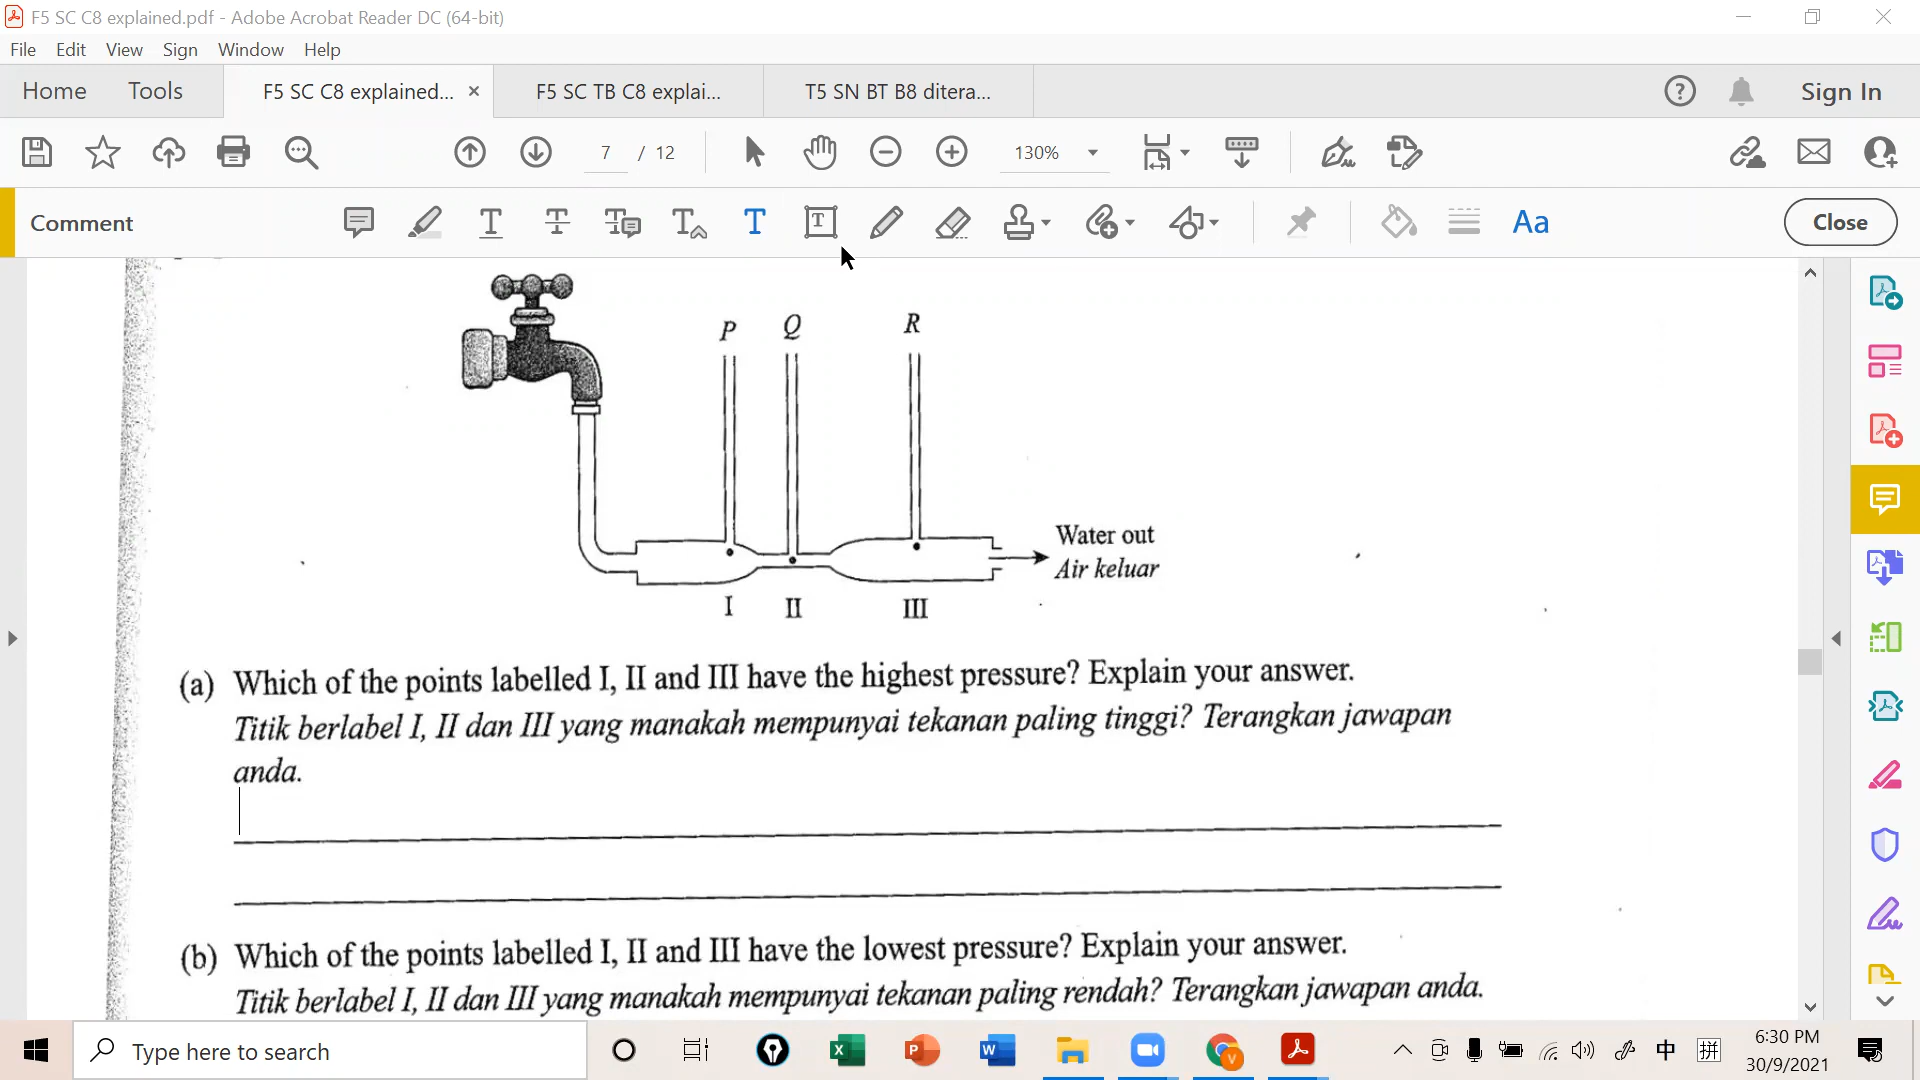 F5 SC C8 explained.pdf - Adobe Acrobat Reader DC (64-bit)
File Edit View Sign Window Help
Home Tools F5 SC C8 explained... × F5 SC TB C8 explai... T5 SN BT B8 ditera... Sign In
7 / 12 130%
Comment Aa Close
P Q R
Water out
Air keluar
I II III
(a) Which of the points labelled I, II and III have the highest pressure? Explain your answer.
Titik berlabel I, II dan III yang manakah mempunyai tekanan paling tinggi? Terangkan jawapan
anda.
(b) Which of the points labelled I, II and III have the lowest pressure? Explain your answer.
Titik berlabel I, II dan III yang manakah mempunyai tekanan paling rendah? Terangkan jawapan anda.
Type here to search
中 拼 6:30 PM
30/9/2021